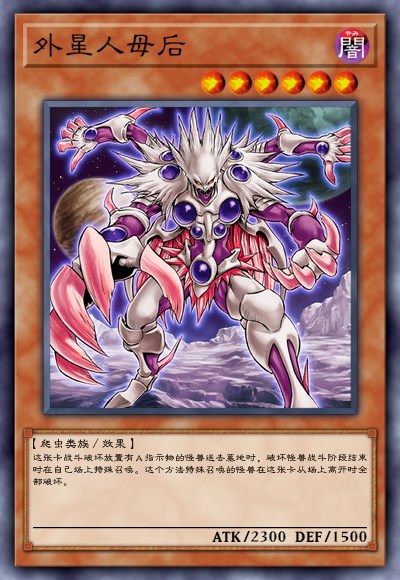 外星人母后
やみ
闇
【爬虫类族/效果】
这张卡战斗破坏放置有A指示物的怪兽送去墓地时,破坏怪兽战斗阶段结束
时在自己场上特殊召唤。这个方法特殊召唤的怪兽在这张卡从场上离开时全
部破坏。
ATK/2300 DEF/1500